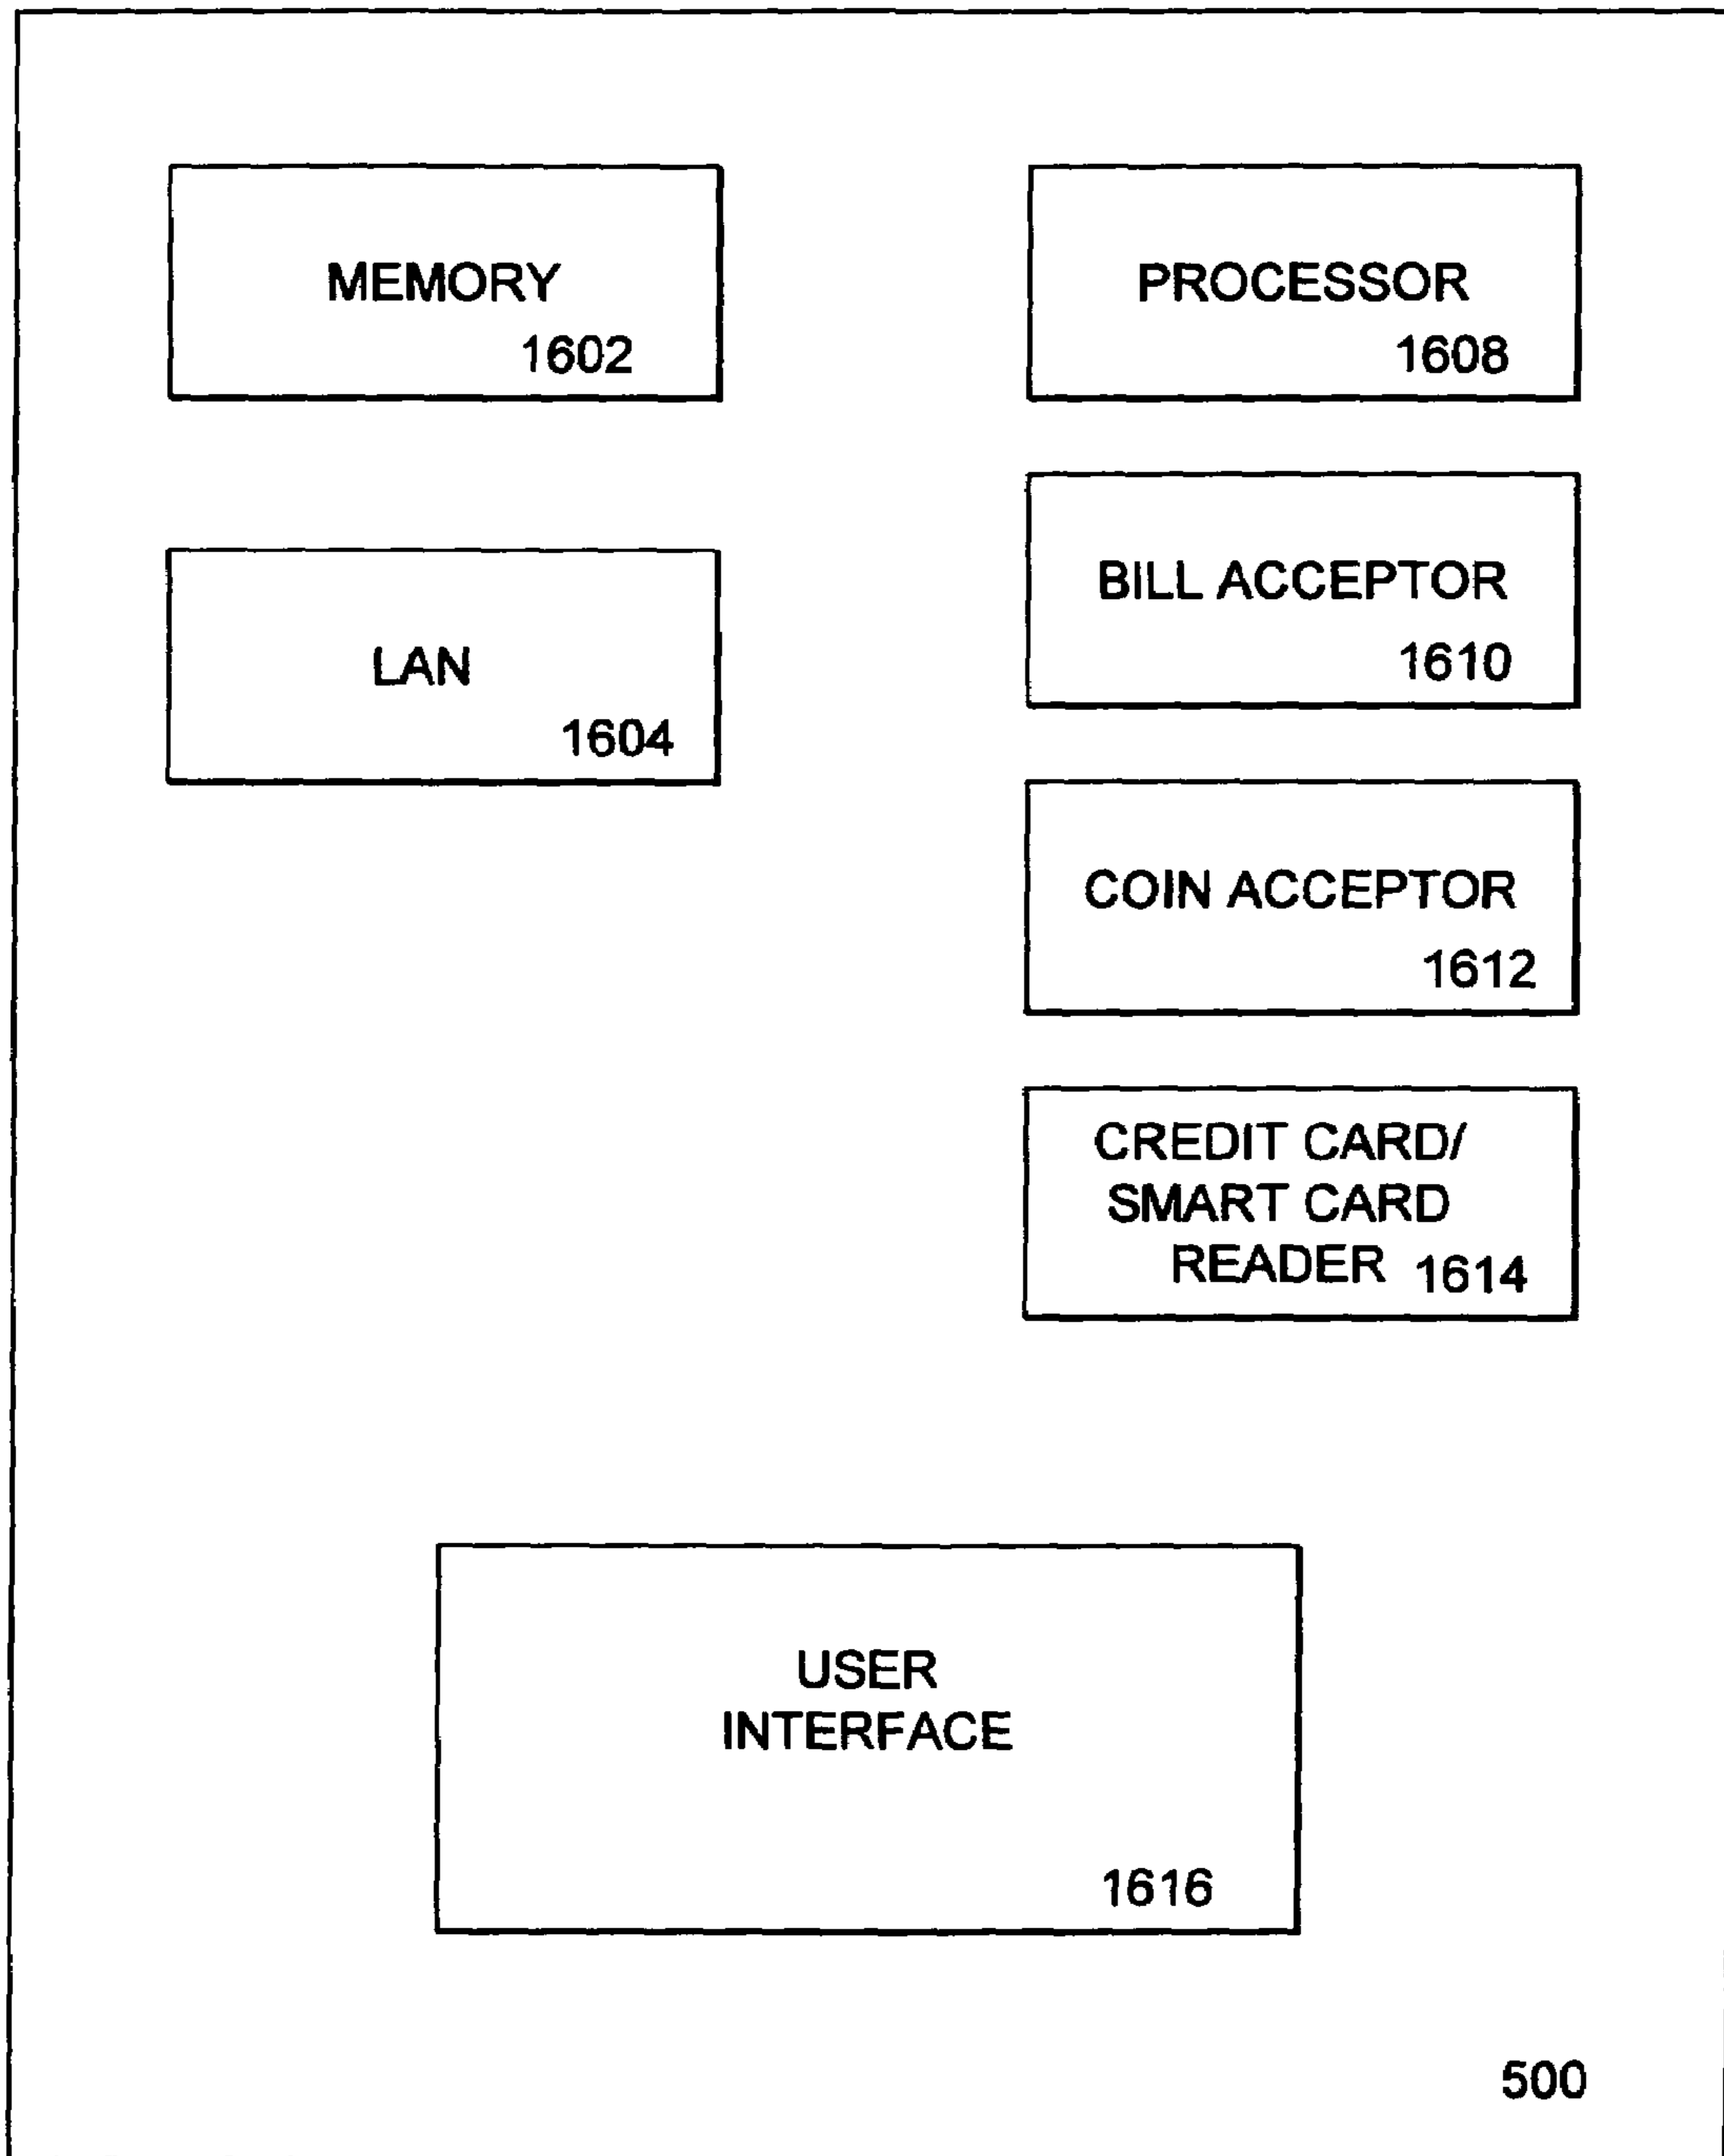 MEMORY
1602
PROCESSOR
1608
LAN
1604
BILL ACCEPTOR
1610
COIN ACCEPTOR
1612
CREDIT CARD/
SMART CARD
READER 1614
USER
INTERFACE
1616
500